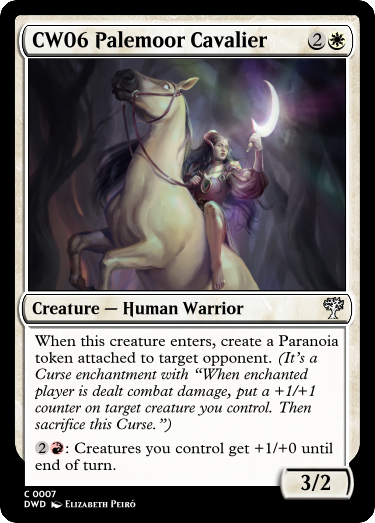 CW06 Palemoor Cavalier 2
Creature — Human Warrior
When this creature enters, create a Paranoia
token attached to target opponent. (It's a
Curse enchantment with “When enchanted
player is dealt combat damage, put a +1/+1
counter on target creature you control. Then
sacrifice this Curse.”)
2: Creatures you control get +1/+0 until
end of turn.
3/2
C 0007
DWD Elizabeth Peiró